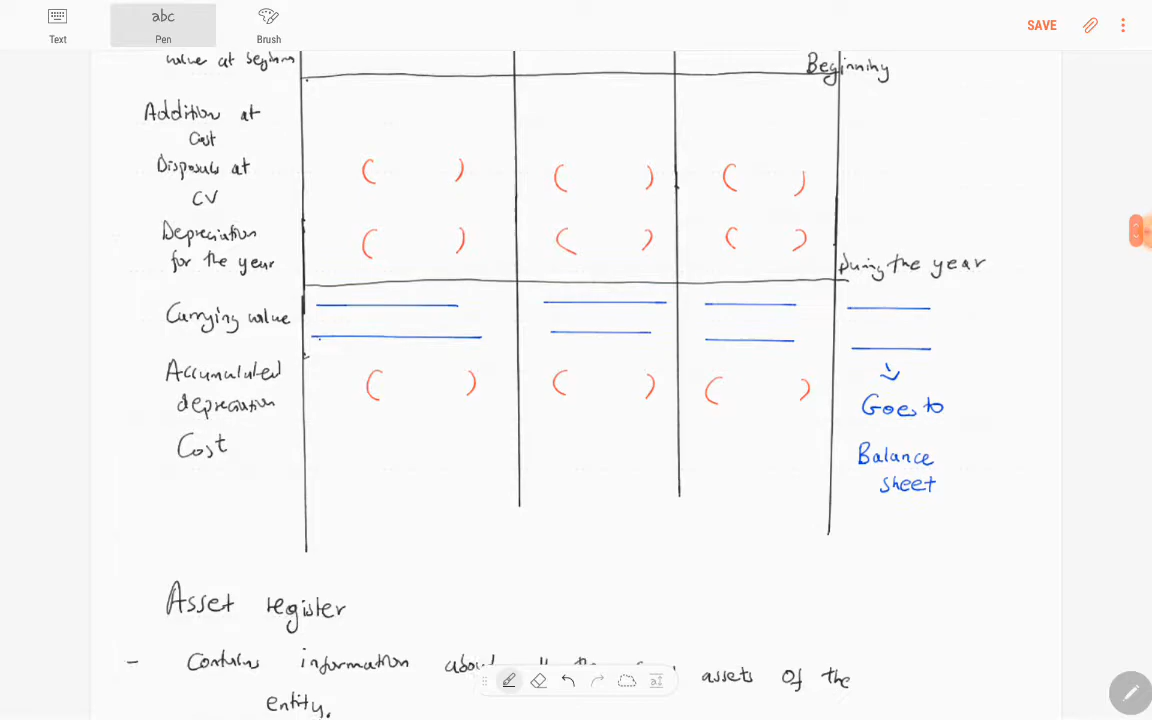 abc
SAVE
Text
Pen
Brush
value at beginn
Beginning
Addition at
Cost
Disposals at
( ) ( ) ( )
CV
Depreciation
for the year
( ) ( ) ( )
During the year
Carrying value
Accumulated
depreciation
( ) ( ) ( )
Goes to
Cost
Balance
sheet
Asset register
- Contains information about assets of the
entity.